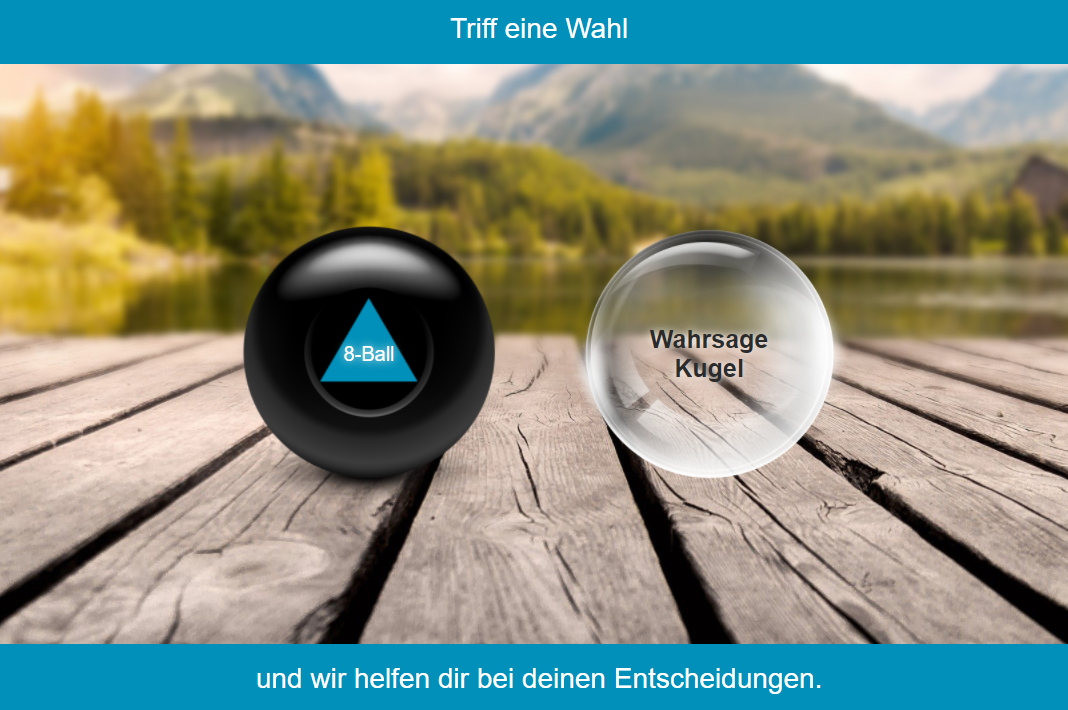 Triff eine Wahl
8-Ball
Wahrsage
Kugel
und wir helfen dir bei deinen Entscheidungen.